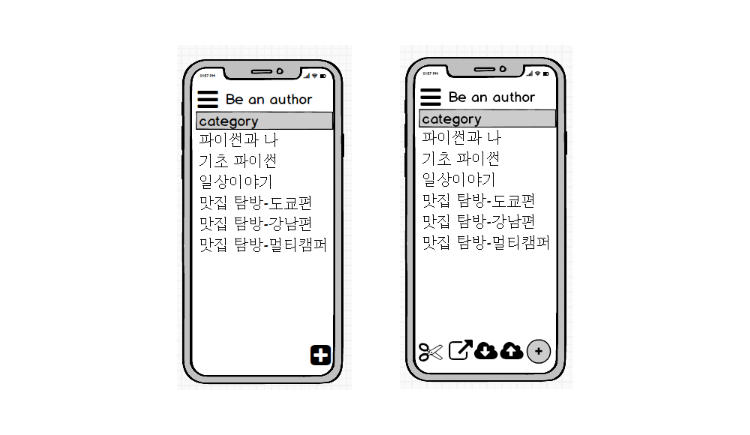 Be an author
category
파이썬과 나
기초 파이썬
일상이야기
맛집 탐방-도쿄편
맛집 탐방-강남편
맛집 탐방-멀티캠퍼
Be an author
category
파이썬과 나
기초 파이썬
일상이야기
맛집 탐방-도쿄편
맛집 탐방-강남편
맛집 탐방-멀티캠퍼